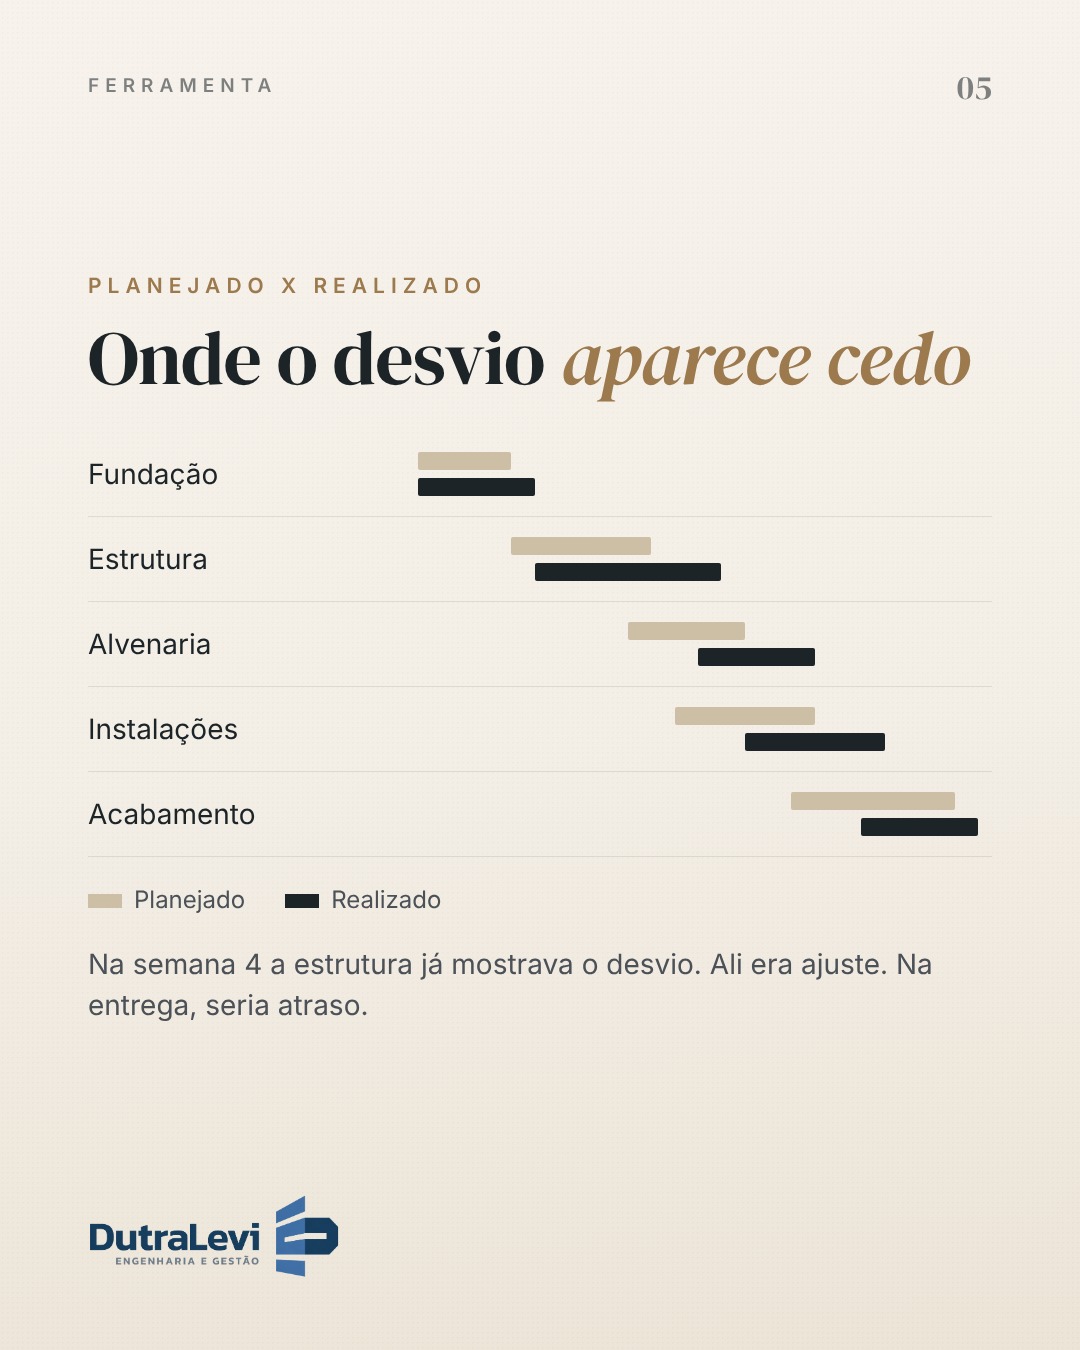 FERRAMENTA
05
PLANEJADO X REALIZADO
Onde o desvio aparece cedo
Fundação
Estrutura
Alvenaria
Instalações
Acabamento
Planejado
Realizado
Na semana 4 a estrutura já mostrava o desvio. Ali era ajuste. Na
entrega, seria atraso.
DutraLevi
ENGENHARIA E GESTÃO